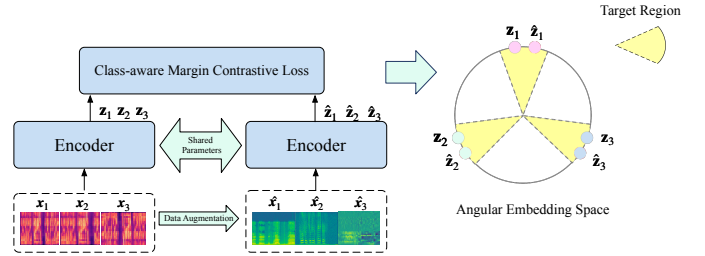 Target Region
z₁ ẑ₁
Class-aware Margin Contrastive Loss
z₁ z₂ z₃
ẑ₁ ẑ₂ ẑ₃
Encoder
Shared
Parameters
Encoder
z₂
ẑ₂
z₃
ẑ₃
x₁ x₂ x₃
Data Augmentation
x̂₁ x̂₂ x̂₃
Angular Embedding Space